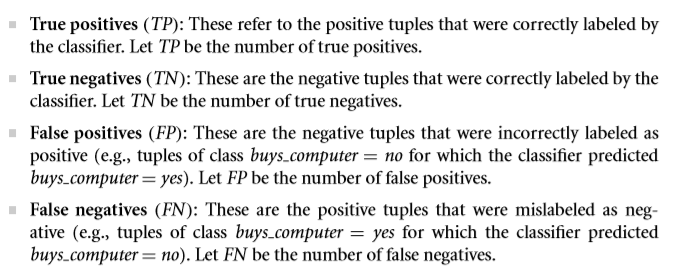 True positives (TP): These refer to the positive tuples that were correctly labeled by
the classifier. Let TP be the number of true positives.
True negatives (TN): These are the negative tuples that were correctly labeled by the
classifier. Let TN be the number of true negatives.
False positives (FP): These are the negative tuples that were incorrectly labeled as
positive (e.g., tuples of class buys_computer = no for which the classifier predicted
buys_computer = yes). Let FP be the number of false positives.
False negatives (FN): These are the positive tuples that were mislabeled as neg-
ative (e.g., tuples of class buys_computer = yes for which the classifier predicted
buys_computer = no). Let FN be the number of false negatives.